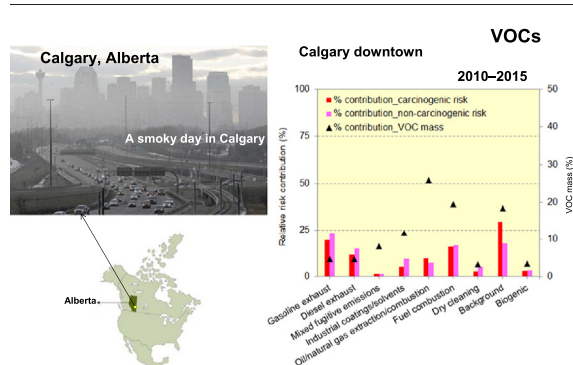 VOCs
Calgary, Alberta
A smoky day in Calgary
Alberta
Calgary downtown
2010–2015
% contribution_carcinogenic risk
% contribution_non-carcinogenic risk
% contribution_VOC mass
Relative risk contribution (%)
100
75
50
25
0
VOC mass (%)
50
40
30
20
10
0
Gasoline exhaust
Diesel exhaust
Mixed fugitive emissions
Industrial coatings/solvents
Oil/natural gas extraction/combustion
Fuel combustion
Dry cleaning
Background
Biogenic